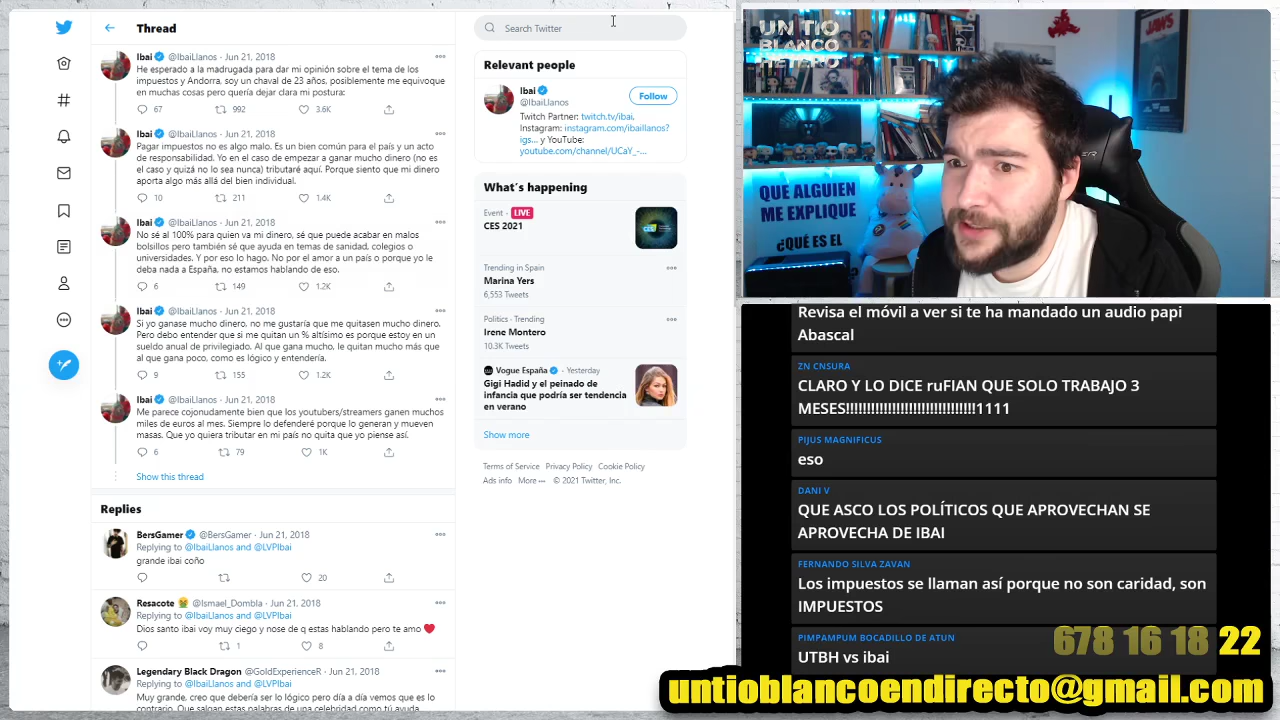 Thread
Ibai @IbaiLlanos · Jun 21, 2018
He esperado a la madrugada para dar mi opinión sobre el tema de los
impuestos y Andorra, soy un chaval de 23 años, posiblemente me equivoque
en muchas cosas pero quería dejar clara mi postura:
67 992 3.6K
Ibai @IbaiLlanos · Jun 21, 2018
Pagar impuestos no es algo malo. Es un bien común para el país y un acto
de responsabilidad. Yo en el caso de empezar a ganar mucho dinero (no es
el caso y quizá no lo sea nunca) tributaré aquí. Porque siento que mi dinero
aporta algo más allá del bien individual.
10 211 1.4K
Ibai @IbaiLlanos · Jun 21, 2018
No sé al 100% para quien va mi dinero, sé que puede acabar en malos
bolsillos pero también sé que ayuda en temas de sanidad, colegios o
universidades. Y por eso lo hago. No por el amor a un país o porque yo le
deba nada a España, no estamos hablando de eso.
6 149 1.2K
Ibai @IbaiLlanos · Jun 21, 2018
Si yo ganase mucho dinero, no me gustaría que me quitasen mucho dinero.
Pero debo entender que si me quitan un % altísimo es porque estoy en un
sueldo anual de privilegiado. Al que gana mucho, le quitan mucho más que
al que gana poco, como es lógico y entendería.
9 155 1.2K
Ibai @IbaiLlanos · Jun 21, 2018
Me parece cojonudamente bien que los youtubers/streamers ganen muchos
miles de euros al mes. Siempre lo defenderé porque lo generan y mueven
masas. Que yo quiera tributar en mi país no quita que yo piense así.
6 79 1K
Show this thread
Replies
BersGamer @BersGamer · Jun 21, 2018
Replying to @IbaiLlanos and @LVPIbai
grande ibai coño
20
Resacote @Ismael_Dombla · Jun 21, 2018
Replying to @IbaiLlanos and @LVPIbai
Dios santo ibai voy muy ciego y nose de q estas hablando pero te amo ❤
1 8
Legendary Black Dragon @GoldExperienceR · Jun 21, 2018
Replying to @IbaiLlanos and @LVPIbai
Muy grande, creo que debería ser lo lógico pero día a día vemos que es lo
contrario. Que salgan estas palabras de una celebridad como tú ayuda
Search Twitter
Relevant people
Ibai
@IbaiLlanos
Follow
Twitch Partner: twitch.tv/ibai.
Instagram: instagram.com/ibaillanos?
igs... y YouTube:
youtube.com/channel/UCaY_-...
What's happening
Event · LIVE
CES 2021
Trending in Spain
Marina Yers
6,553 Tweets
Politics · Trending
Irene Montero
10.3K Tweets
Vogue España · Yesterday
Gigi Hadid y el peinado de
infancia que podría ser tendencia
en verano
Show more
Terms of Service Privacy Policy Cookie Policy
Ads info More ··· © 2021 Twitter, Inc.
UN TIO
BLANCO
HETERO
JAWS
QUE ALGUIEN
ME EXPLIQUE
¿QUÉ ES EL
Revisa el móvil a ver si te ha mandado un audio papi
Abascal
ZN CNSURA
CLARO Y LO DICE ruFIAN QUE SOLO TRABAJO 3
MESES!!!!!!!!!!!!!!!!!!!!!!!!!!!!!!!1111
PIJUS MAGNIFICUS
eso
DANI V
QUE ASCO LOS POLÍTICOS QUE APROVECHAN SE
APROVECHA DE IBAI
FERNANDO SILVA ZAVAN
Los impuestos se llaman así porque no son caridad, son
IMPUESTOS
PIMPAMPUM BOCADILLO DE ATUN
UTBH vs ibai
678 16 18 22
untioblancoendirecto@gmail.com